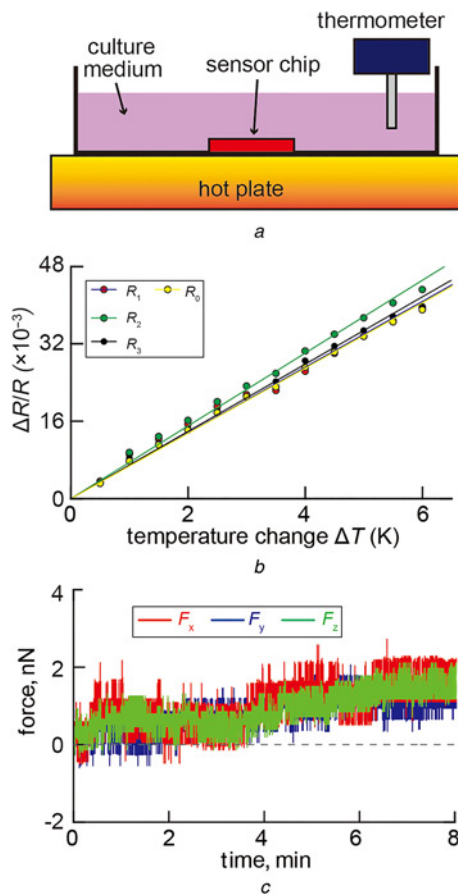 thermometer
culture
medium
sensor chip
hot plate
a
48
32
16
0
ΔR/R (×10⁻³)
R₁ R₀
R₂
R₃
0 2 4 6
temperature change ΔT (K)
b
4
2
0
-2
force, nN
Fₓ Fy Fz
0 2 4 6 8
time, min
c